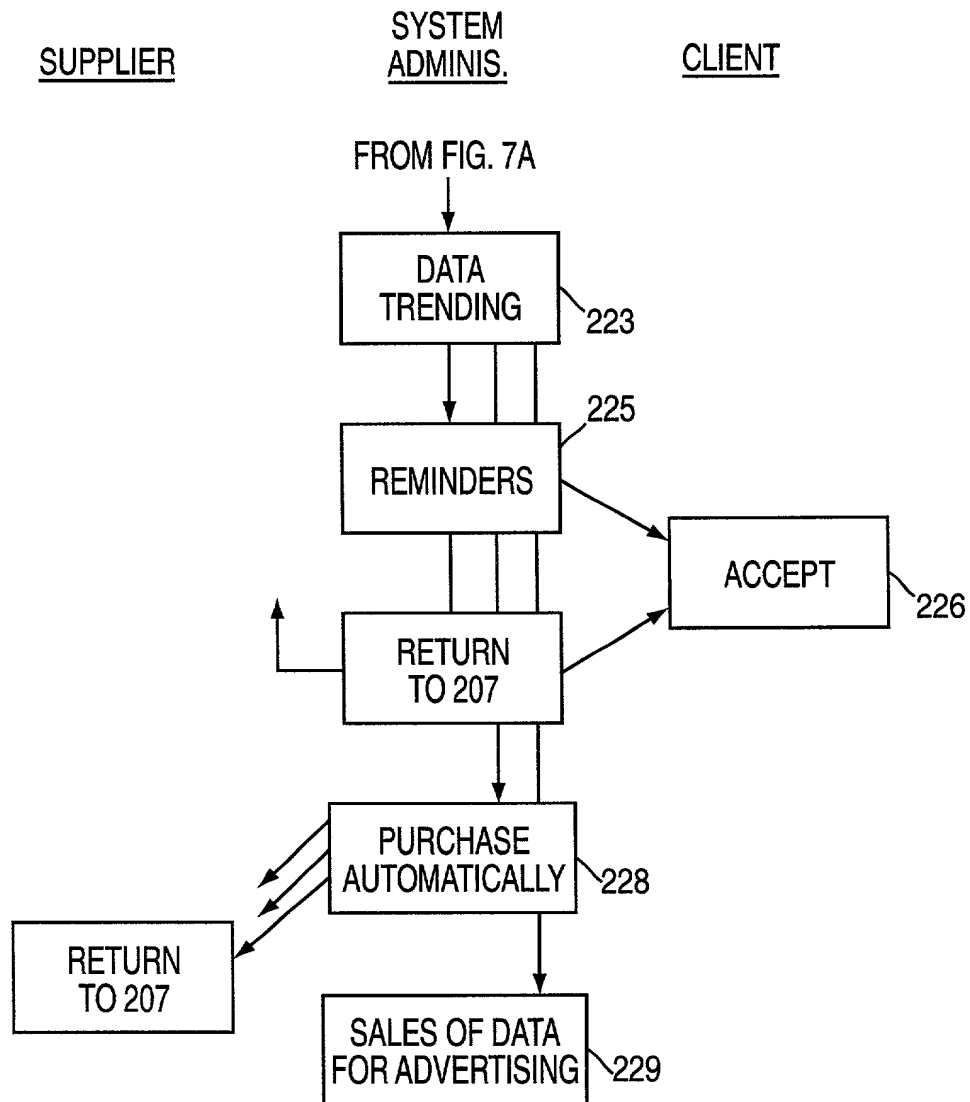 SUPPLIER
SYSTEM
ADMINIS.
CLIENT
FROM FIG. 7A
DATA
TRENDING
223
225
REMINDERS
ACCEPT
226
RETURN
TO 207
PURCHASE
AUTOMATICALLY
228
RETURN
TO 207
SALES OF DATA
FOR ADVERTISING
229